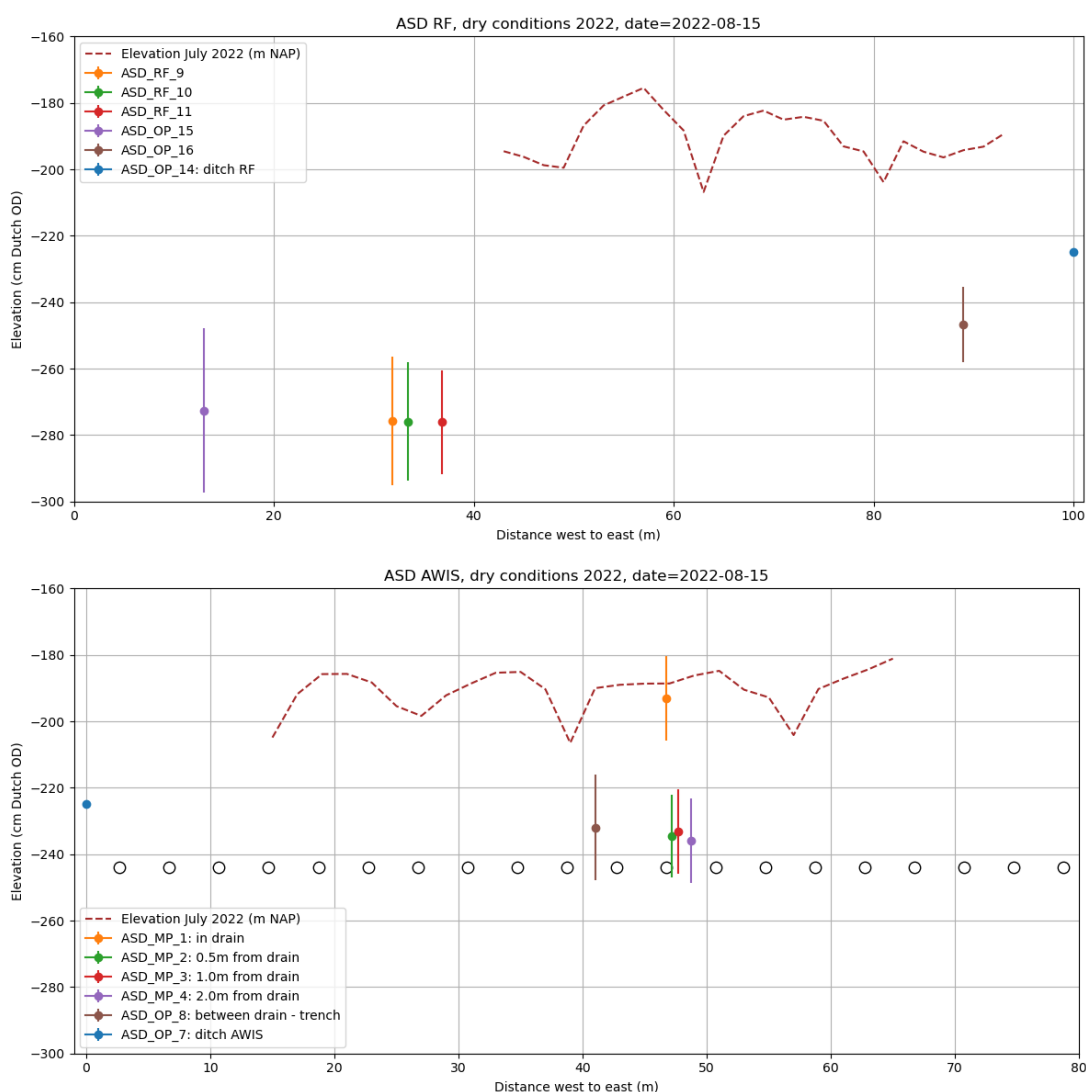 ASD RF, dry conditions 2022, date=2022-08-15
−160
−180
−200
−220
−240
−260
−280
−300
Elevation (cm Dutch OD)
Elevation July 2022 (m NAP)
ASD_RF_9
ASD_RF_10
ASD_RF_11
ASD_OP_15
ASD_OP_16
ASD_OP_14: ditch RF
0 20 40 60 80 100
Distance west to east (m)
ASD AWIS, dry conditions 2022, date=2022-08-15
−160
−180
−200
−220
−240
−260
−280
−300
Elevation (cm Dutch OD)
Elevation July 2022 (m NAP)
ASD_MP_1: in drain
ASD_MP_2: 0.5m from drain
ASD_MP_3: 1.0m from drain
ASD_MP_4: 2.0m from drain
ASD_OP_8: between drain - trench
ASD_OP_7: ditch AWIS
0 10 20 30 40 50 60 70 80
Distance west to east (m)